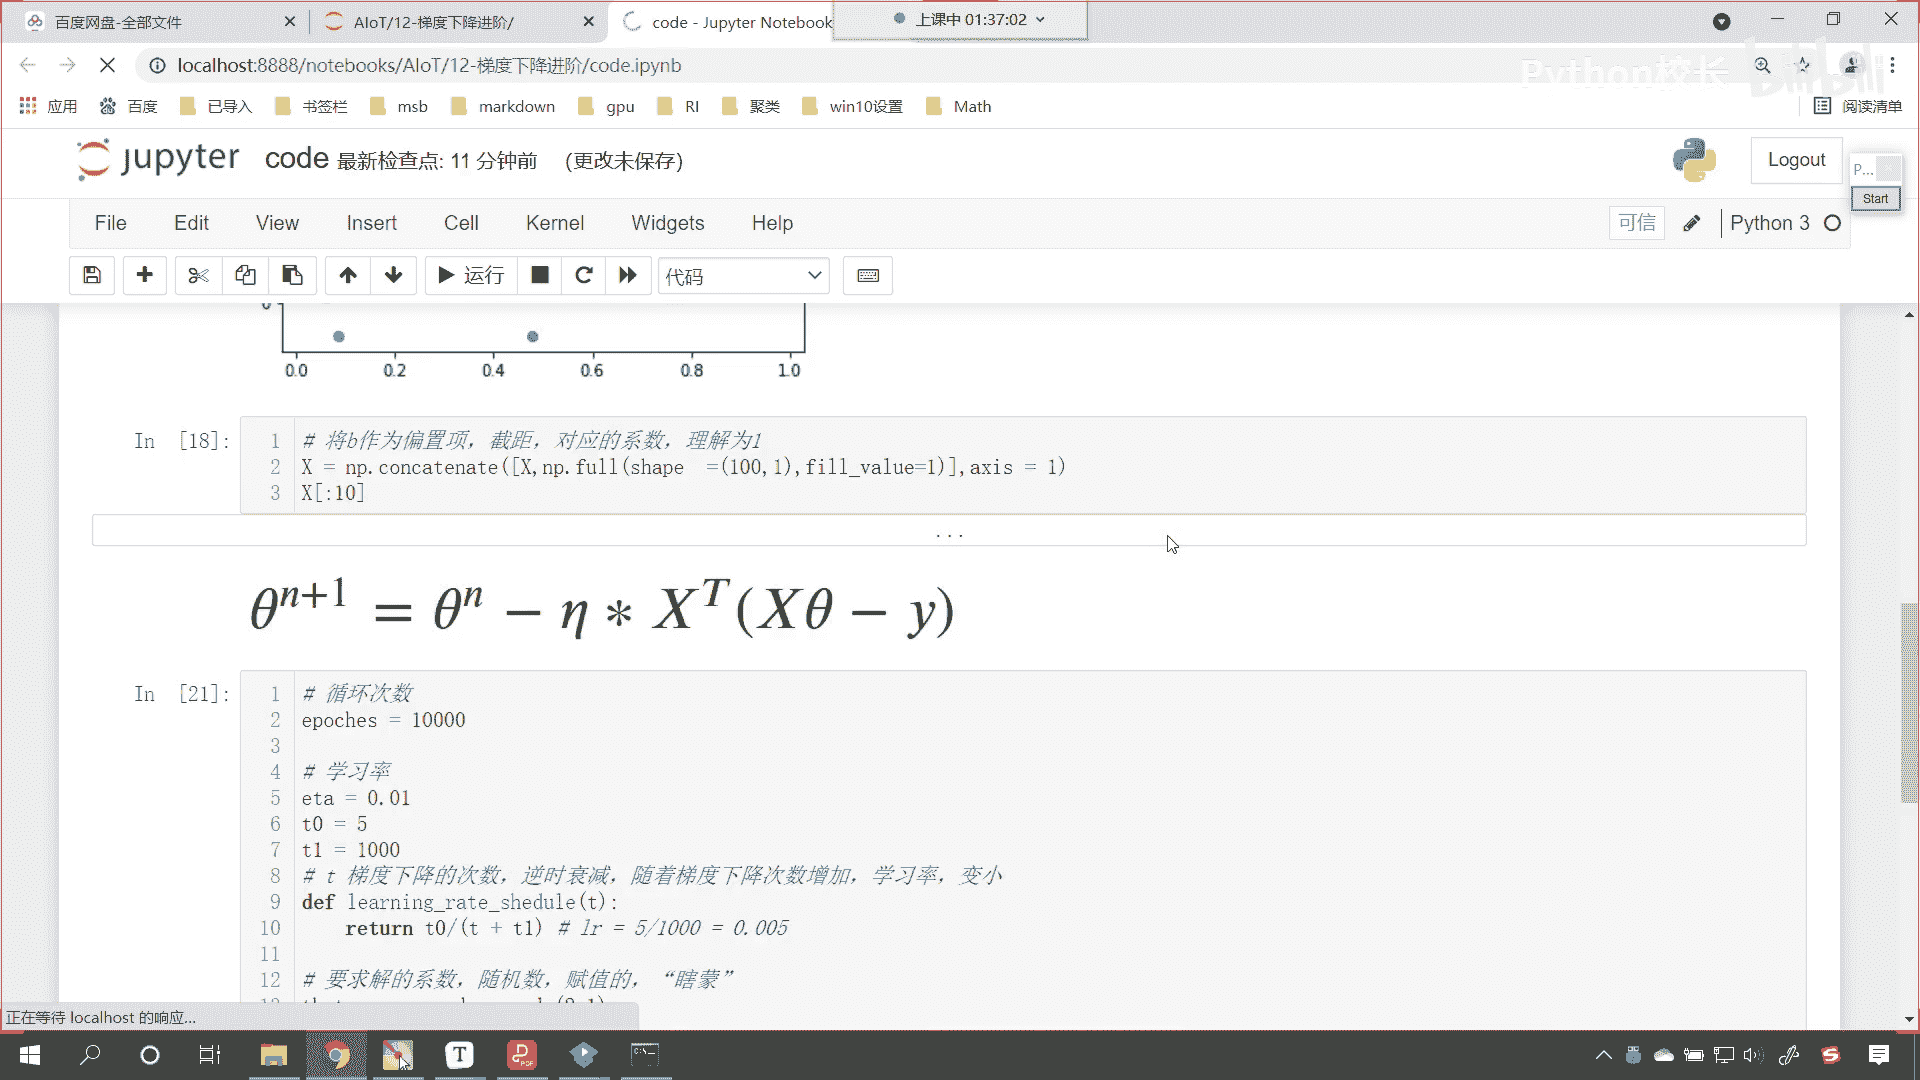 百度网盘-全部文件
AIoT/12-梯度下降进阶/
code - Jupyter Notebook
上课中 01:37:02
localhost:8888/notebooks/AIoT/12-梯度下降进阶/code.ipynb
Python校长 bilibili
应用 百度 已导入 书签栏 msb markdown gpu RI 聚类 win10设置 Math 阅读清单
jupyter code 最新检查点: 11 分钟前 (更改未保存)
Logout
P...
Start
File Edit View Insert Cell Kernel Widgets Help 可信 Python 3
运行 代码
0
0.0 0.2 0.4 0.6 0.8 1.0
In [18]:
1 # 将b作为偏置项，截距，对应的系数，理解为1
2 X = np.concatenate([X,np.full(shape =(100,1),fill_value=1)],axis = 1)
3 X[:10]
...
θ^{n+1} = θ^n − η * X^T(Xθ − y)
In [21]:
1 # 循环次数
2 epoches = 10000
3
4 # 学习率
5 eta = 0.01
6 t0 = 5
7 t1 = 1000
8 # t 梯度下降的次数，逆时衰减，随着梯度下降次数增加，学习率，变小
9 def learning_rate_shedule(t):
10 return t0/(t + t1) # lr = 5/1000 = 0.005
11
12 # 要求解的系数，随机数，赋值的，“瞎蒙”
正在等待 localhost 的响应...